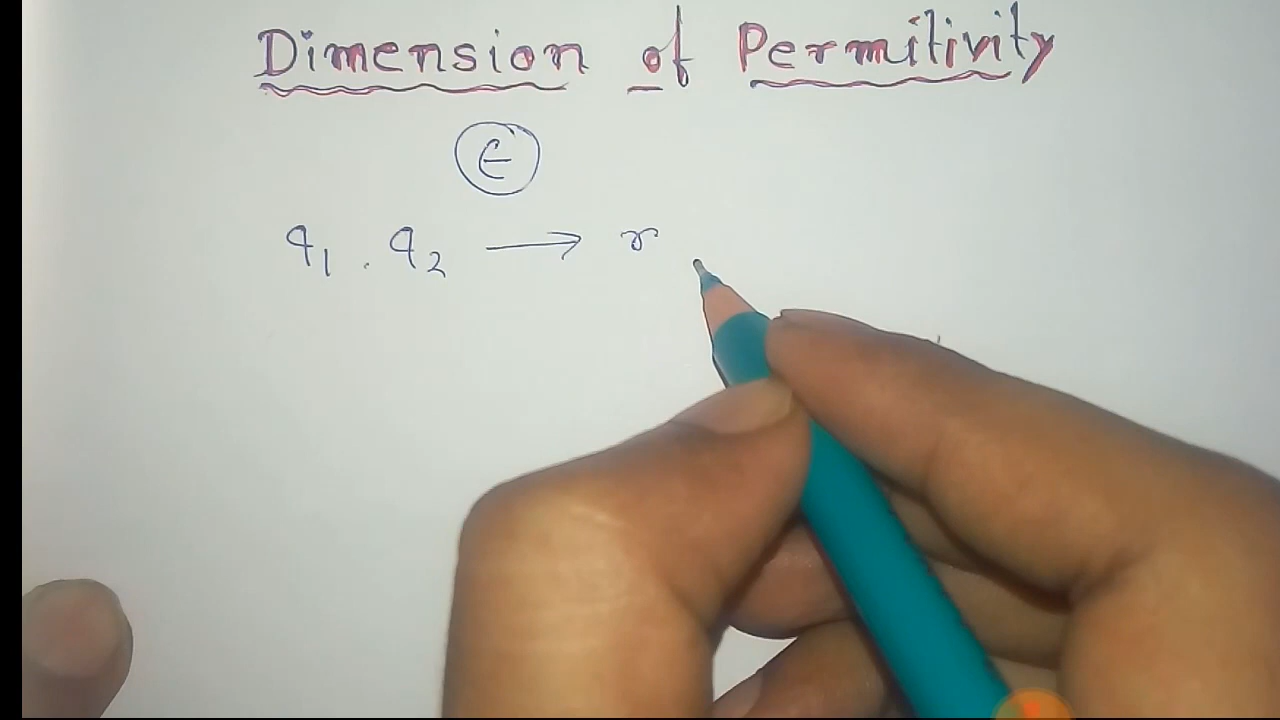 Dimension of Permitivity
ϵ
q1 . q2 → r